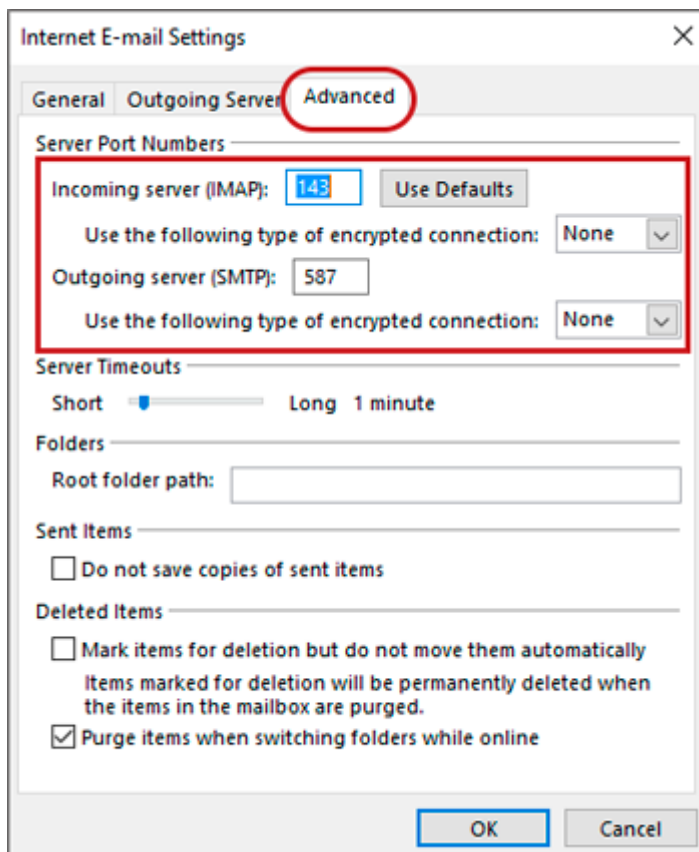 Internet E-mail Settings
General Outgoing Server Advanced
Server Port Numbers
Incoming server (IMAP): 143 Use Defaults
Use the following type of encrypted connection: None
Outgoing server (SMTP): 587
Use the following type of encrypted connection: None
Server Timeouts
Short Long 1 minute
Folders
Root folder path:
Sent Items
Do not save copies of sent items
Deleted Items
Mark items for deletion but do not move them automatically
Items marked for deletion will be permanently deleted when
the items in the mailbox are purged.
Purge items when switching folders while online
OK Cancel